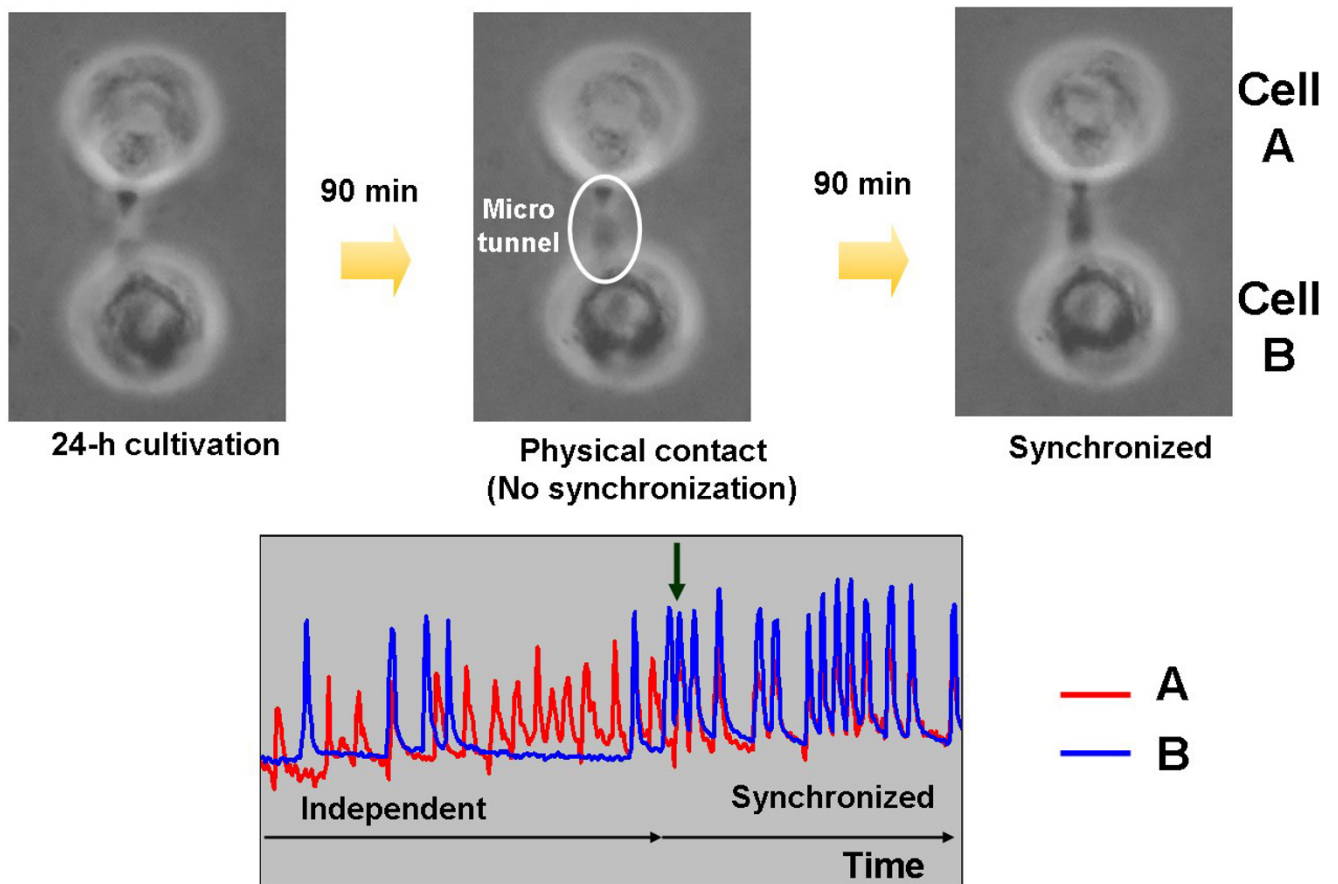 90 min
Micro
tunnel
90 min
Cell
A
Cell
B
24-h cultivation
Physical contact
(No synchronization)
Synchronized
Independent
Synchronized
Time
A
B